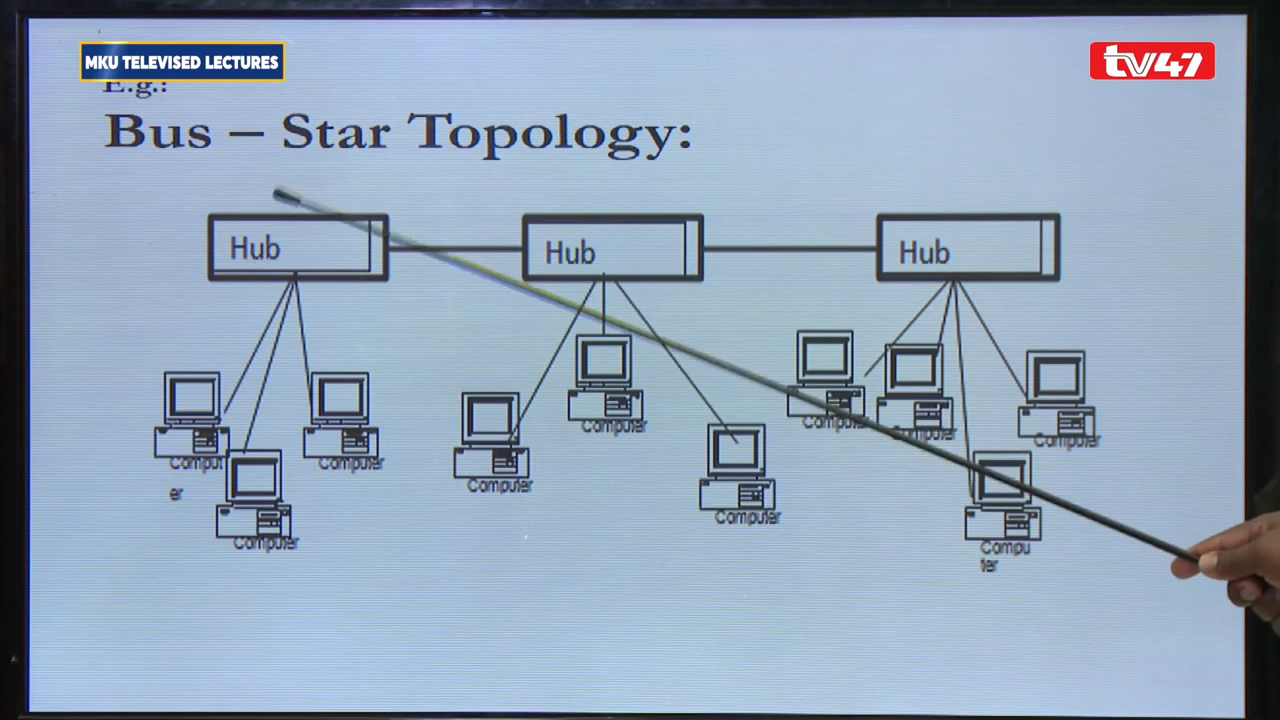 MKU TELEVISED LECTURES
tv47
E.g.:
Bus – Star Topology:
Hub
Hub
Hub
Computer
Computer
Computer
Computer
Computer
Computer
Comput
er
Computer
Computer
Computer
Compu
ter